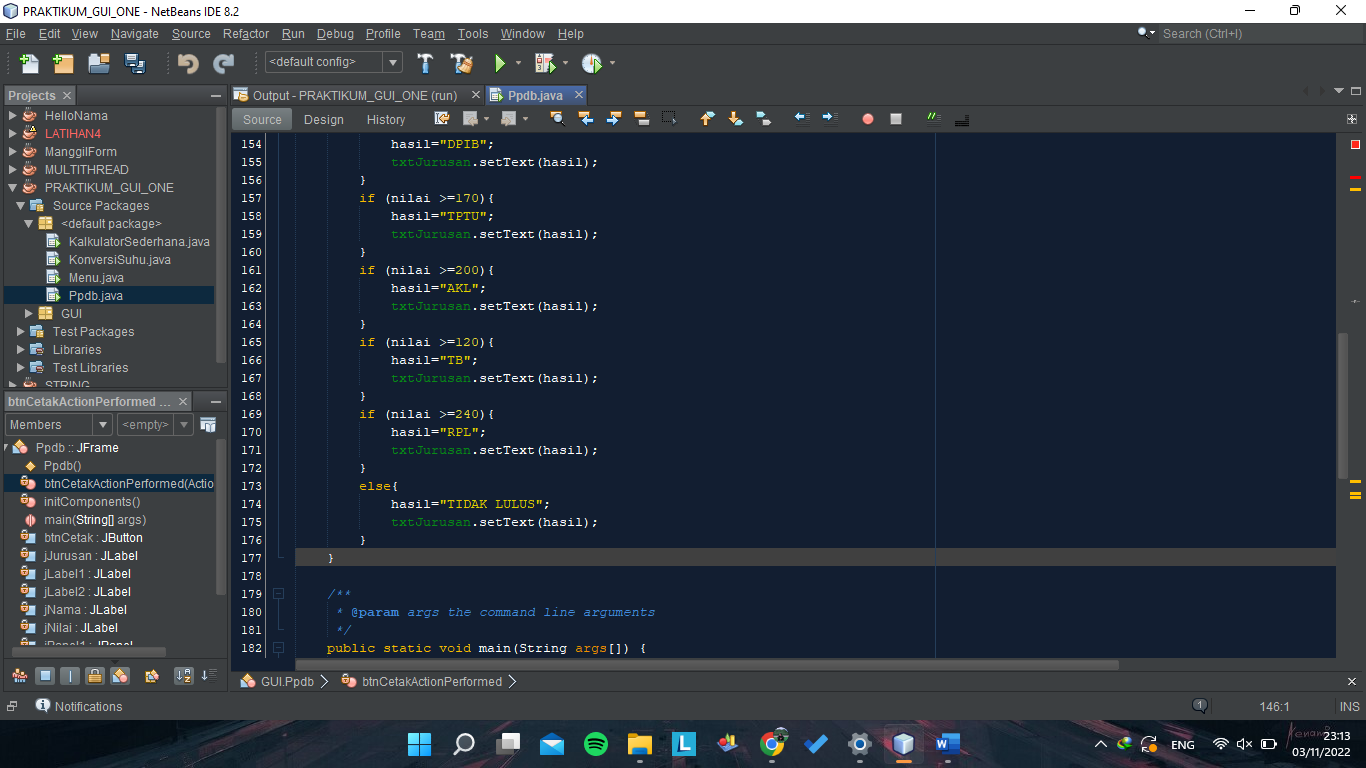 PRAKTIKUM_GUI_ONE - NetBeans IDE 8.2
File Edit View Navigate Source Refactor Run Debug Profile Team Tools Window Help
Search (Ctrl+I)
<default config>
Projects
HelloNama
LATIHAN4
ManggilForm
MULTITHREAD
PRAKTIKUM_GUI_ONE
Source Packages
<default package>
KalkulatorSederhana.java
KonversiSuhu.java
Menu.java
Ppdb.java
GUI
Test Packages
Libraries
Test Libraries
STRING
btnCetakActionPerformed ...
Members <empty>
Ppdb :: JFrame
Ppdb()
btnCetakActionPerformed(Actio
initComponents()
main(String[] args)
btnCetak : JButton
jJurusan : JLabel
jLabel1 : JLabel
jLabel2 : JLabel
jNama : JLabel
jNilai : JLabel
jPanel1 : JPanel
Output - PRAKTIKUM_GUI_ONE (run) Ppdb.java
Source Design History
154 hasil="DPIB";
155 txtJurusan.setText(hasil);
156 }
157 if (nilai >=170){
158 hasil="TPTU";
159 txtJurusan.setText(hasil);
160 }
161 if (nilai >=200){
162 hasil="AKL";
163 txtJurusan.setText(hasil);
164 }
165 if (nilai >=120){
166 hasil="TB";
167 txtJurusan.setText(hasil);
168 }
169 if (nilai >=240){
170 hasil="RPL";
171 txtJurusan.setText(hasil);
172 }
173 else{
174 hasil="TIDAK LULUS";
175 txtJurusan.setText(hasil);
176 }
177 }
178
179 /**
180 * @param args the command line arguments
181 */
182 public static void main(String args[]) {
GUI.Ppdb btnCetakActionPerformed
Notifications
1 146:1 INS
ENG 23:13
03/11/2022